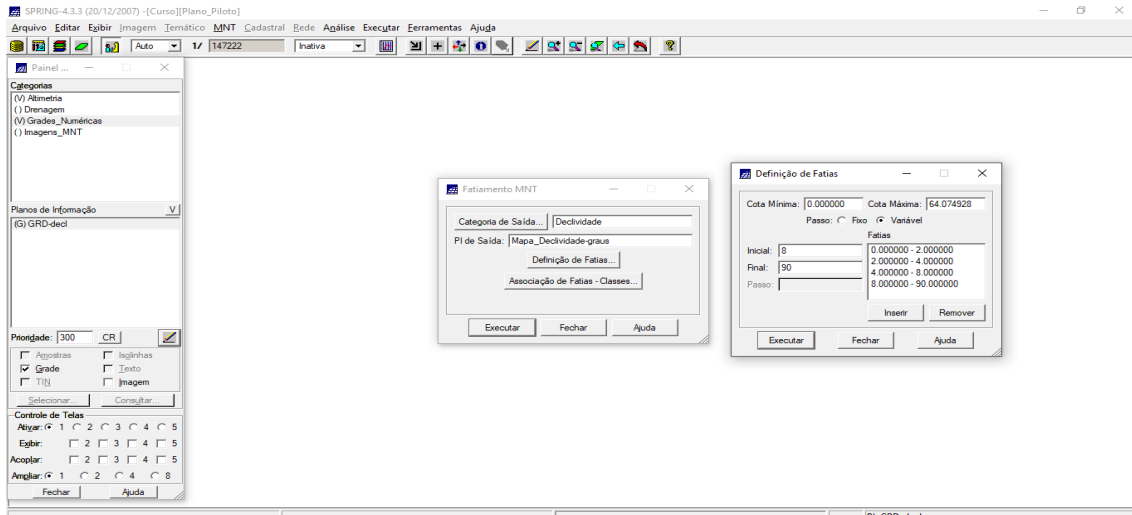 SPRING-4.3.3 (20/12/2007) -[Curso][Plano_Piloto]
Arquivo Editar Exibir Imagem Temático MNT Cadastral Rede Análise Executar Ferramentas Ajuda
Auto 1/ 147222 Inativa
Painel ...
Categorias
(V) Altimetria
() Drenagem
(V) Grades_Numéricas
() Imagens_MNT
Planos de Informação V
(G) GRD-decl
Prioridade: 300 CR
Amostras Isolinhas
Grade Texto
TIN Imagem
Selecionar... Consultar...
Controle de Telas
Ativar: 1 2 3 4 5
Exibir: 2 3 4 5
Acoplar: 2 3 4 5
Ampliar: 1 2 4 8
Fechar Ajuda
Fatiamento MNT
Categoria de Saída... Declividade
PI de Saída: Mapa_Declividade-graus
Definição de Fatias...
Associação de Fatias - Classes...
Executar Fechar Ajuda
Definição de Fatias
Cota Mínima: 0.000000 Cota Máxima: 64.074928
Passo: Fixo Variável
Fatias
Inicial: 8
Final: 90
Passo:
0.000000 - 2.000000
2.000000 - 4.000000
4.000000 - 8.000000
8.000000 - 90.000000
Inserir Remover
Executar Fechar Ajuda